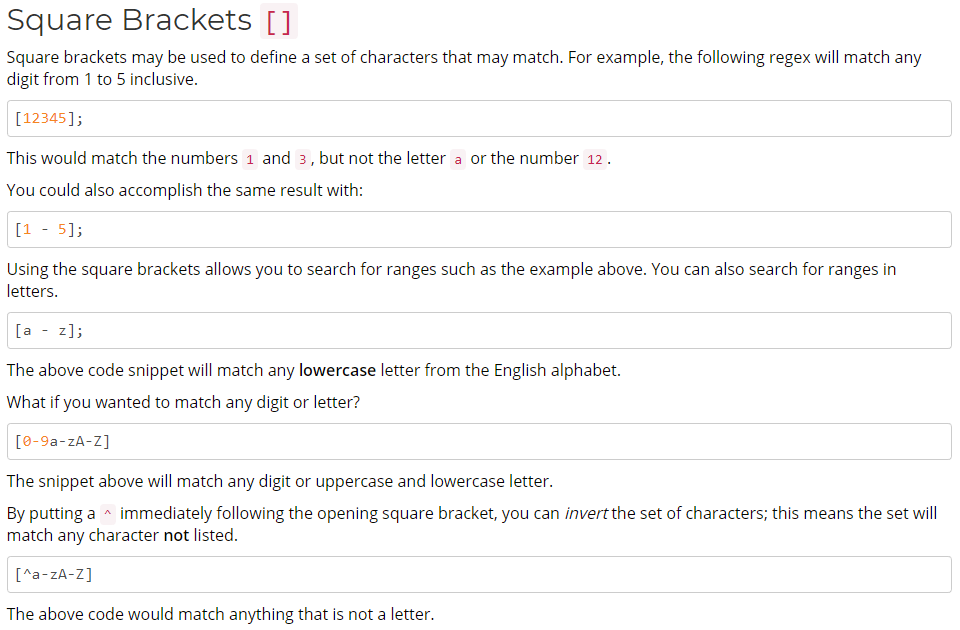 Square Brackets []
Square brackets may be used to define a set of characters that may match. For example, the following regex will match any
digit from 1 to 5 inclusive.
[12345];
This would match the numbers 1 and 3, but not the letter a or the number 12.
You could also accomplish the same result with:
[1 - 5];
Using the square brackets allows you to search for ranges such as the example above. You can also search for ranges in
letters.
[a - z];
The above code snippet will match any lowercase letter from the English alphabet.
What if you wanted to match any digit or letter?
[0-9a-zA-Z]
The snippet above will match any digit or uppercase and lowercase letter.
By putting a ^ immediately following the opening square bracket, you can invert the set of characters; this means the set will
match any character not listed.
[^a-zA-Z]
The above code would match anything that is not a letter.